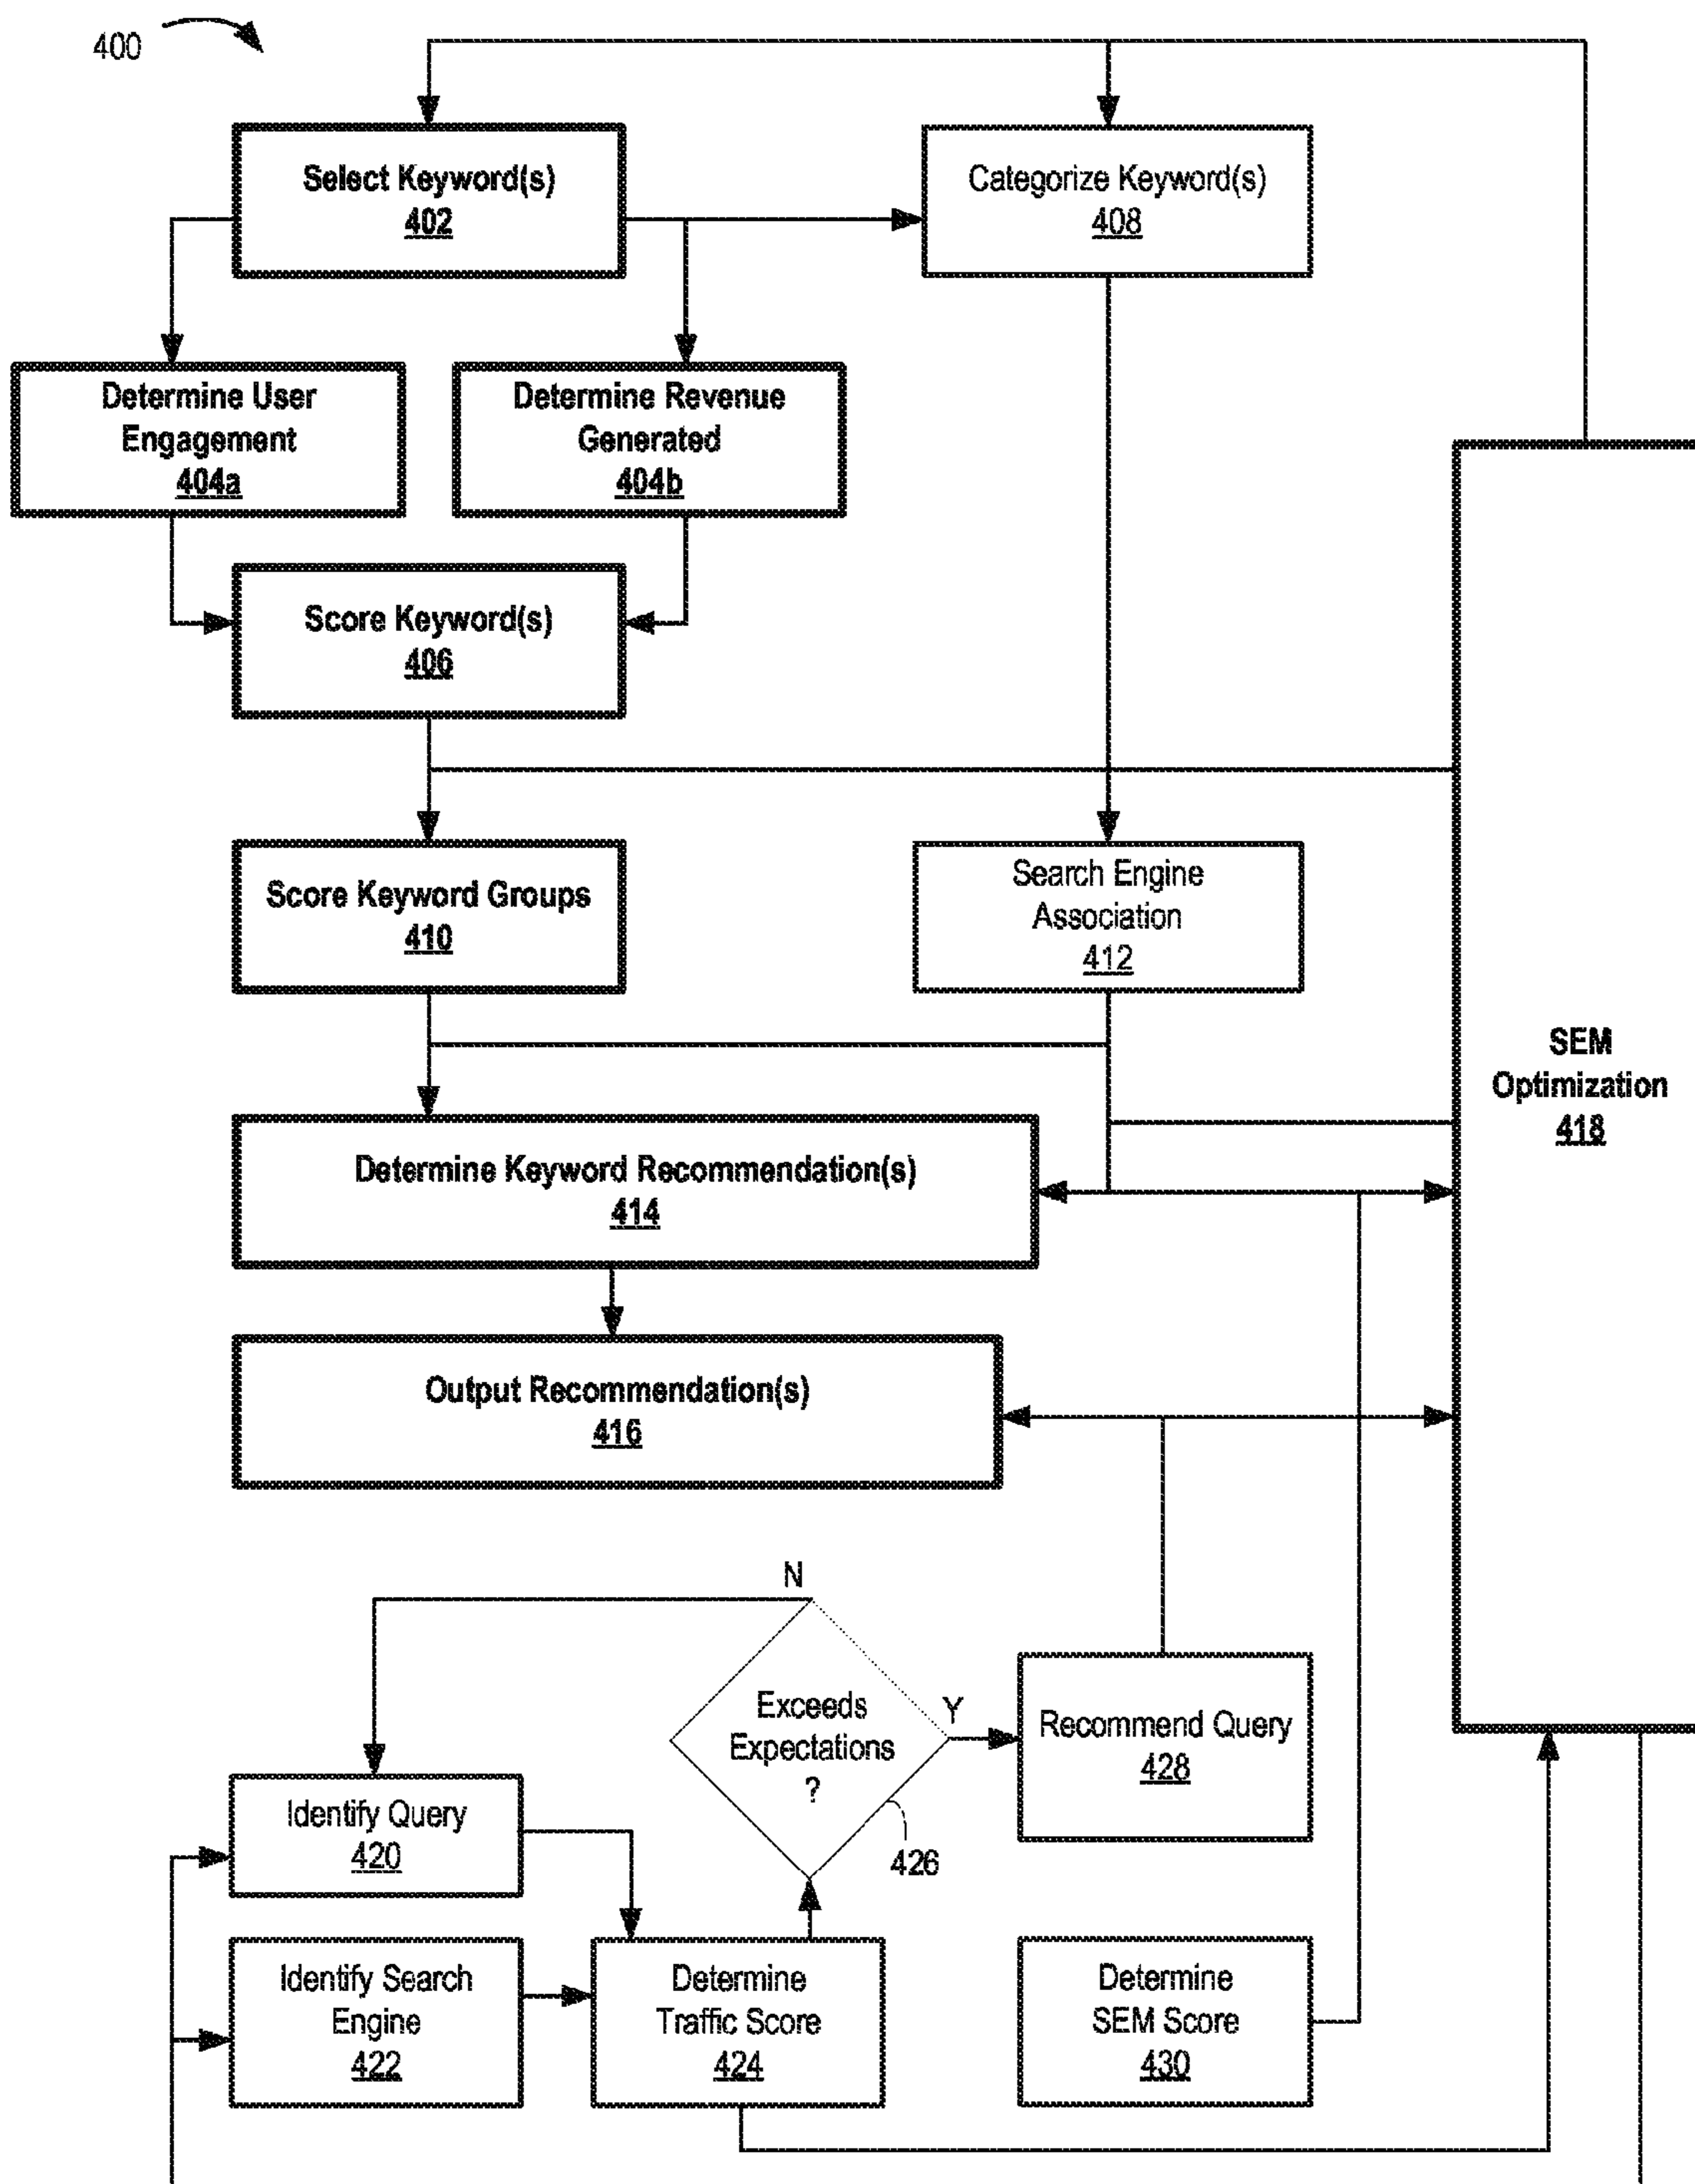 400
Select Keyword(s)
402
Categorize Keyword(s)
408
Determine User
Engagement
404a
Determine Revenue
Generated
404b
Score Keyword(s)
406
Score Keyword Groups
410
Search Engine
Association
412
SEM
Optimization
418
Determine Keyword Recommendation(s)
414
Output Recommendation(s)
416
N
Exceeds
Expectations
?
Y
426
Recommend Query
428
Identify Query
420
Identify Search
Engine
422
Determine
Traffic Score
424
Determine
SEM Score
430